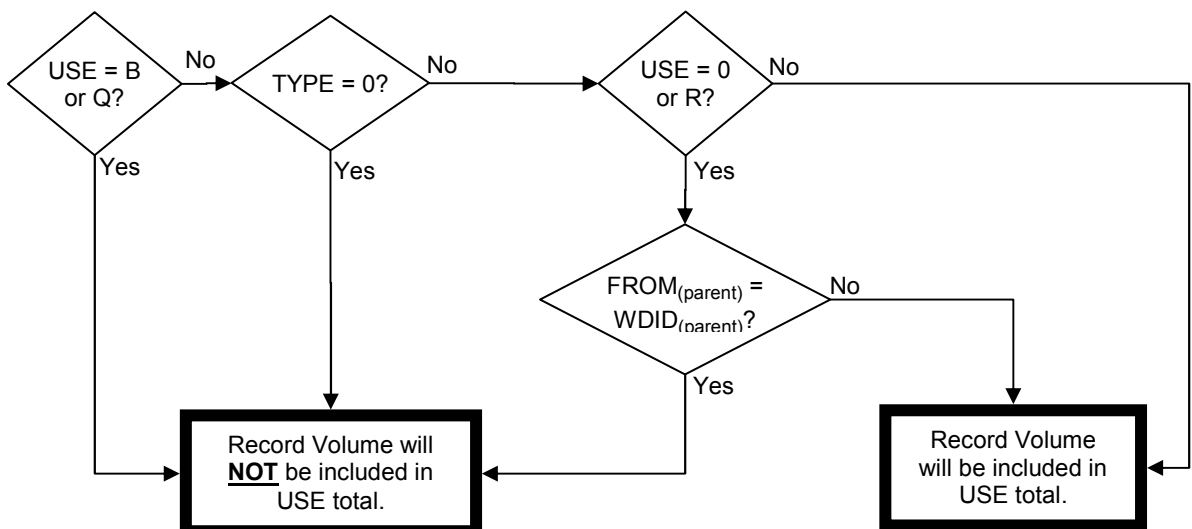 USE = B
or Q?
No
TYPE = 0?
No
USE = 0
or R?
No
Yes
Yes
Yes
FROM(parent) =
WDID(parent)?
No
Yes
Record Volume will
NOT be included in
USE total.
Record Volume
will be included in
USE total.